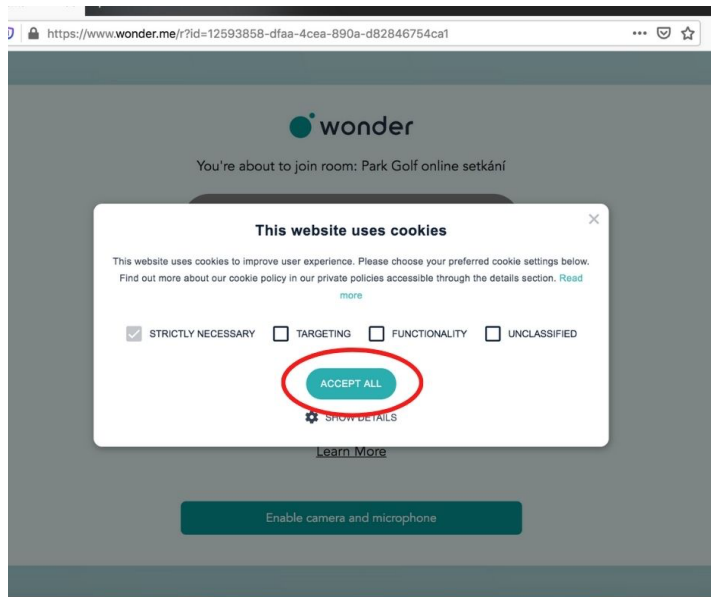 https://www.wonder.me/r?id=12593858-dfaa-4cea-890a-d82846754ca1
wonder
You're about to join room: Park Golf online setkání
This website uses cookies
This website uses cookies to improve user experience. Please choose your preferred cookie settings below.
Find out more about our cookie policy in our private policies accessible through the details section. Read
more
STRICTLY NECESSARY TARGETING FUNCTIONALITY UNCLASSIFIED
ACCEPT ALL
SHOW DETAILS
Learn More
Enable camera and microphone